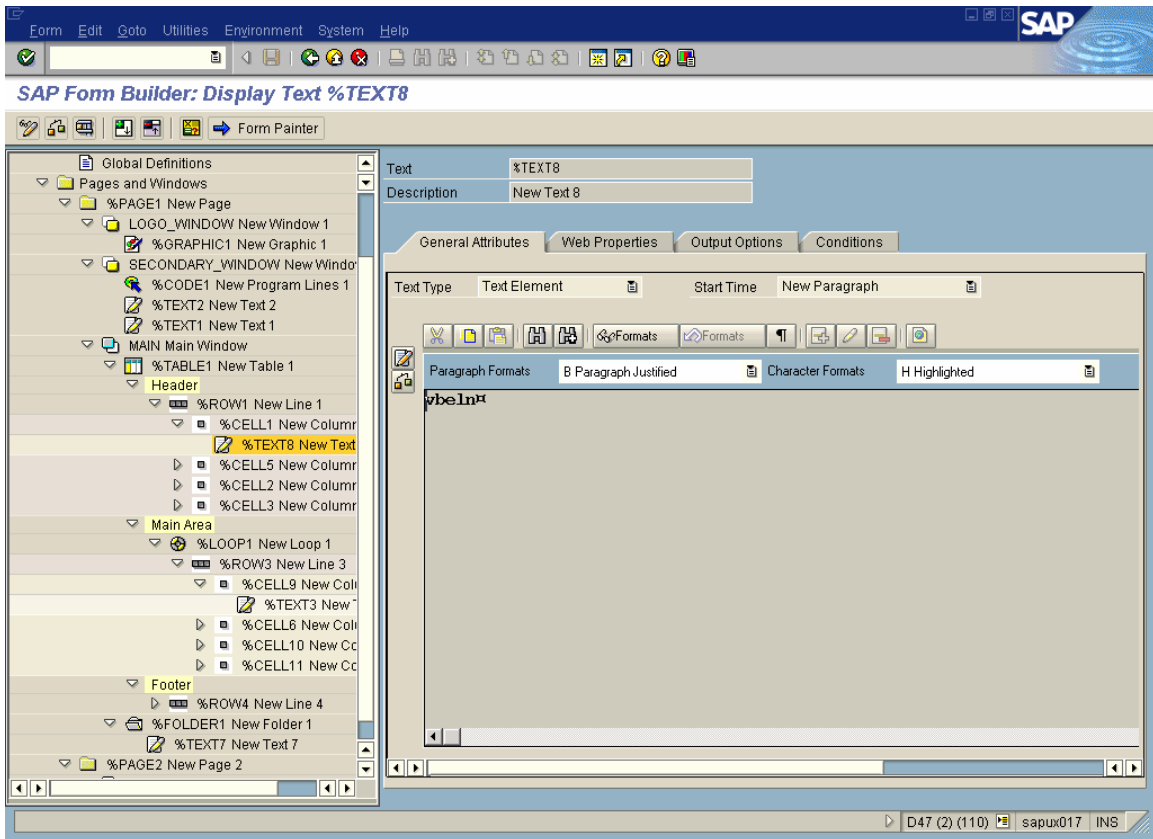 Form Edit Goto Utilities Environment System Help
SAP
SAP Form Builder: Display Text %TEXT8
Form Painter
Global Definitions
Pages and Windows
%PAGE1 New Page
LOGO_WINDOW New Window 1
%GRAPHIC1 New Graphic 1
SECONDARY_WINDOW New Windo
%CODE1 New Program Lines 1
%TEXT2 New Text 2
%TEXT1 New Text 1
MAIN Main Window
%TABLE1 New Table 1
Header
%ROW1 New Line 1
%CELL1 New Column
%TEXT8 New Text
%CELL5 New Column
%CELL2 New Column
%CELL3 New Column
Main Area
%LOOP1 New Loop 1
%ROW3 New Line 3
%CELL9 New Colu
%TEXT3 New T
%CELL6 New Colu
%CELL10 New Co
%CELL11 New Co
Footer
%ROW4 New Line 4
%FOLDER1 New Folder 1
%TEXT7 New Text 7
%PAGE2 New Page 2
Text %TEXT8
Description New Text 8
General Attributes Web Properties Output Options Conditions
Text Type Text Element Start Time New Paragraph
Formats Formats ¶
Paragraph Formats B Paragraph Justified Character Formats H Highlighted
vbeln¤
D47 (2) (110) sapux017 INS